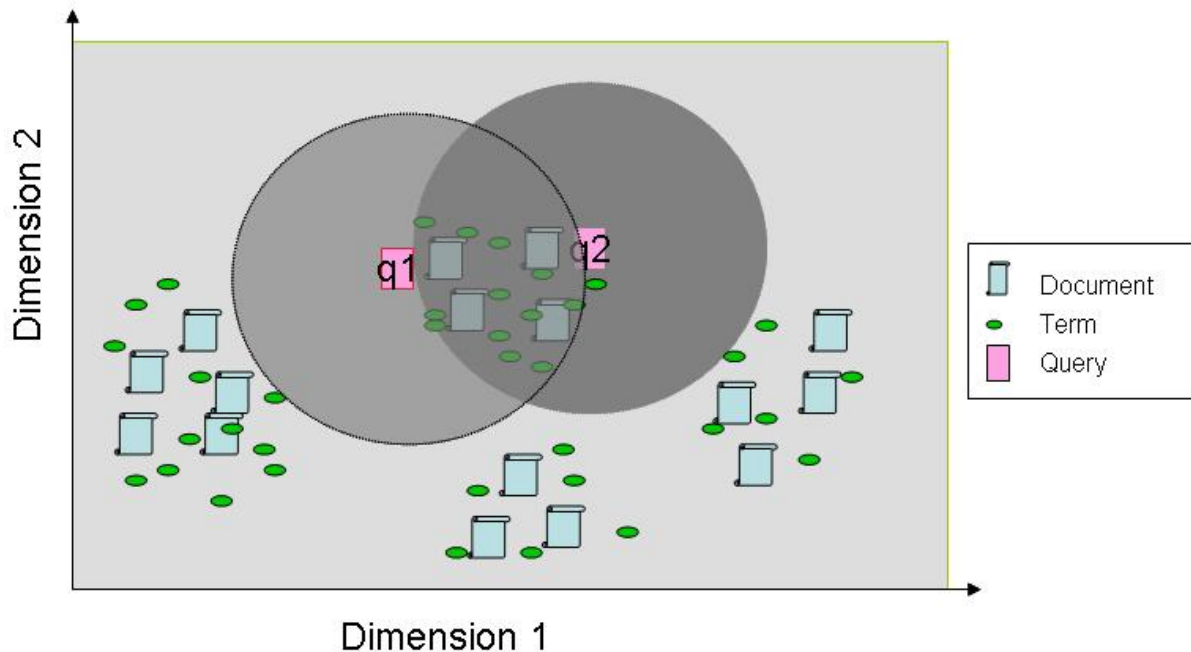 Dimension 2
q1
q2
Document
Term
Query
Dimension 1